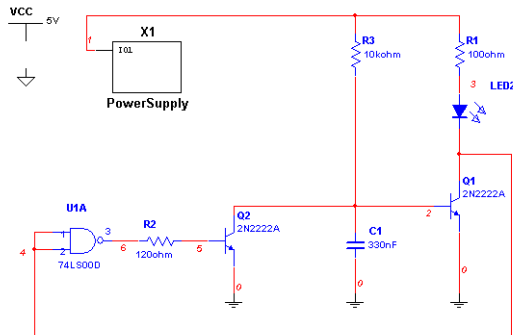 VCC
5V
X1
1
IO1
PowerSupply
R3
10kohm
R1
100ohm
3
LED2
Q1
2N2222A
2
U1A
1
2
3
4
74LS00D
6
R2
120ohm
5
Q2
2N2222A
C1
330nF
0
0
0